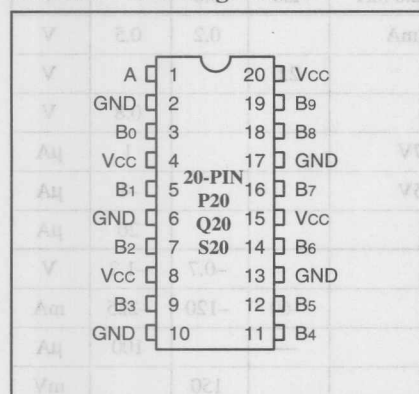 A 1 20 VCC
GND 2 19 B9
B0 3 18 B8
VCC 4 17 GND
20-PIN
B1 5 16 B7
P20
GND 6 15 VCC
Q20
B2 7 14 B6
S20
VCC 8 13 GND
B3 9 12 B5
GND 10 11 B4